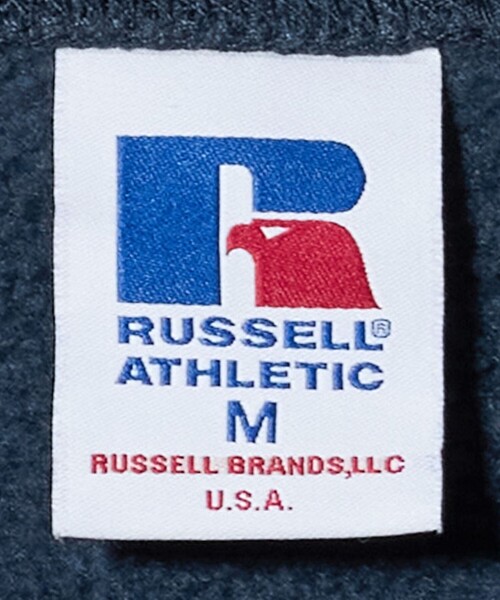 RUSSELL®
ATHLETIC
M
RUSSELL BRANDS,LLC
U.S.A.